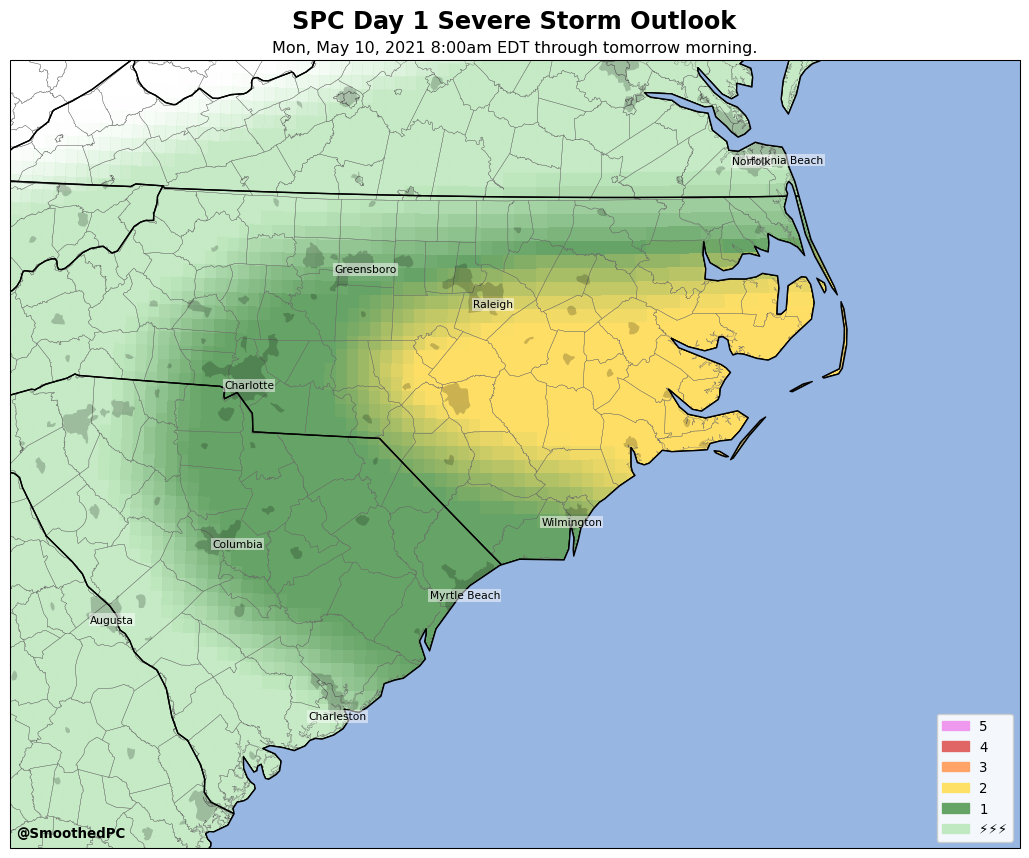 SPC Day 1 Severe Storm Outlook
Mon, May 10, 2021 8:00am EDT through tomorrow morning.
Norfolk Virginia Beach
Greensboro
Raleigh
Charlotte
Wilmington
Columbia
Myrtle Beach
Augusta
Charleston
5
4
3
2
1
⚡⚡⚡
@SmoothedPC